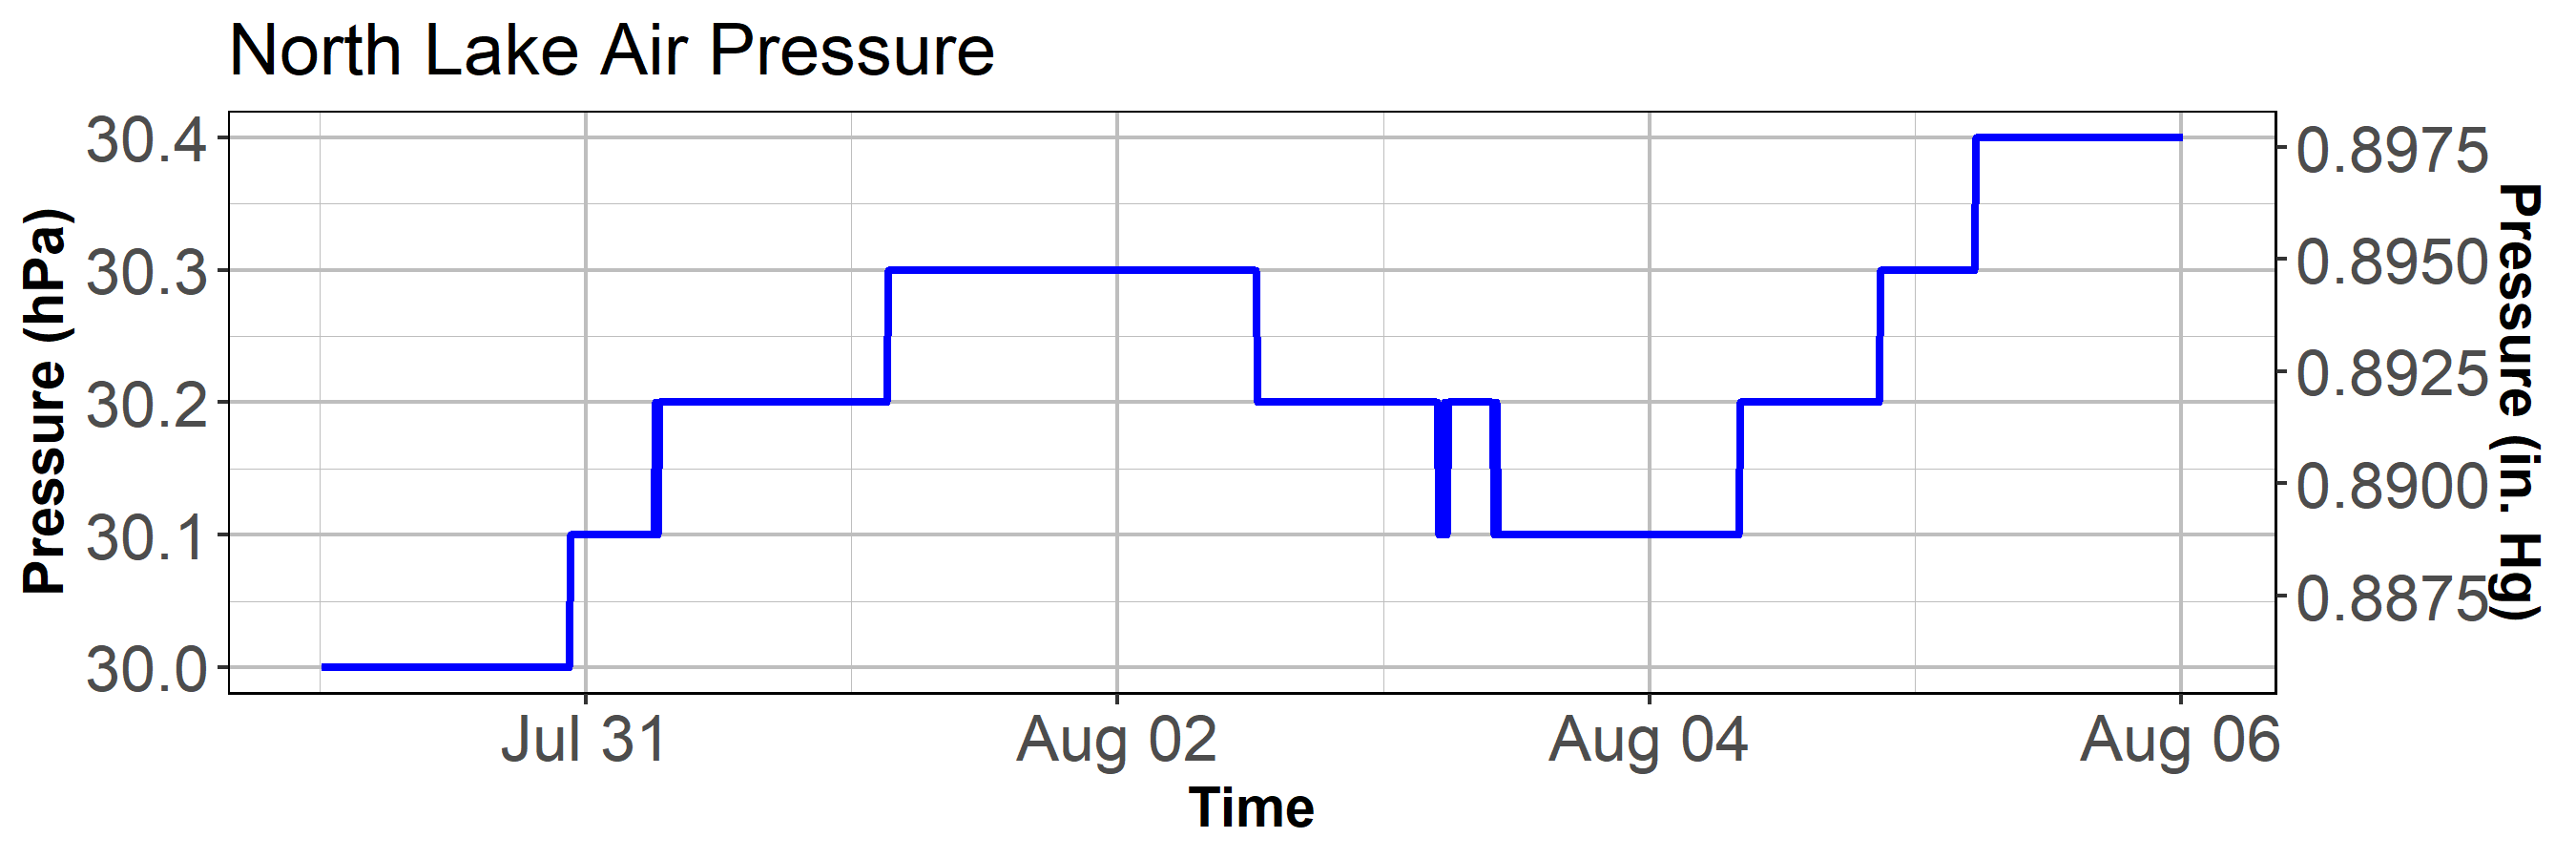 North Lake Air Pressure
Pressure (hPa)
30.4
30.3
30.2
30.1
30.0
0.8975
0.8950
0.8925
0.8900
0.8875
Pressure (in. Hg)
Jul 31 Aug 02 Aug 04 Aug 06
Time